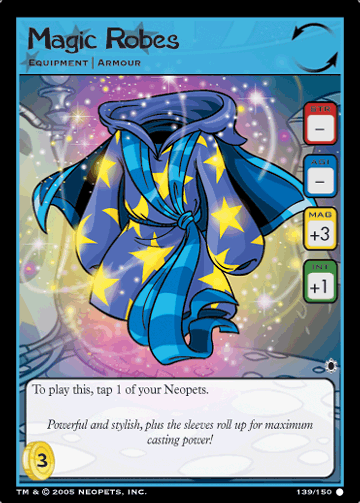 Magic Robes
Equipment | Armour
STR
–
AGI
–
MAG
+3
INT
+1
To play this, tap 1 of your Neopets.
Powerful and stylish, plus the sleeves roll up for maximum
casting power!
3
TM & © 2005 NEOPETS, INC.
139/150